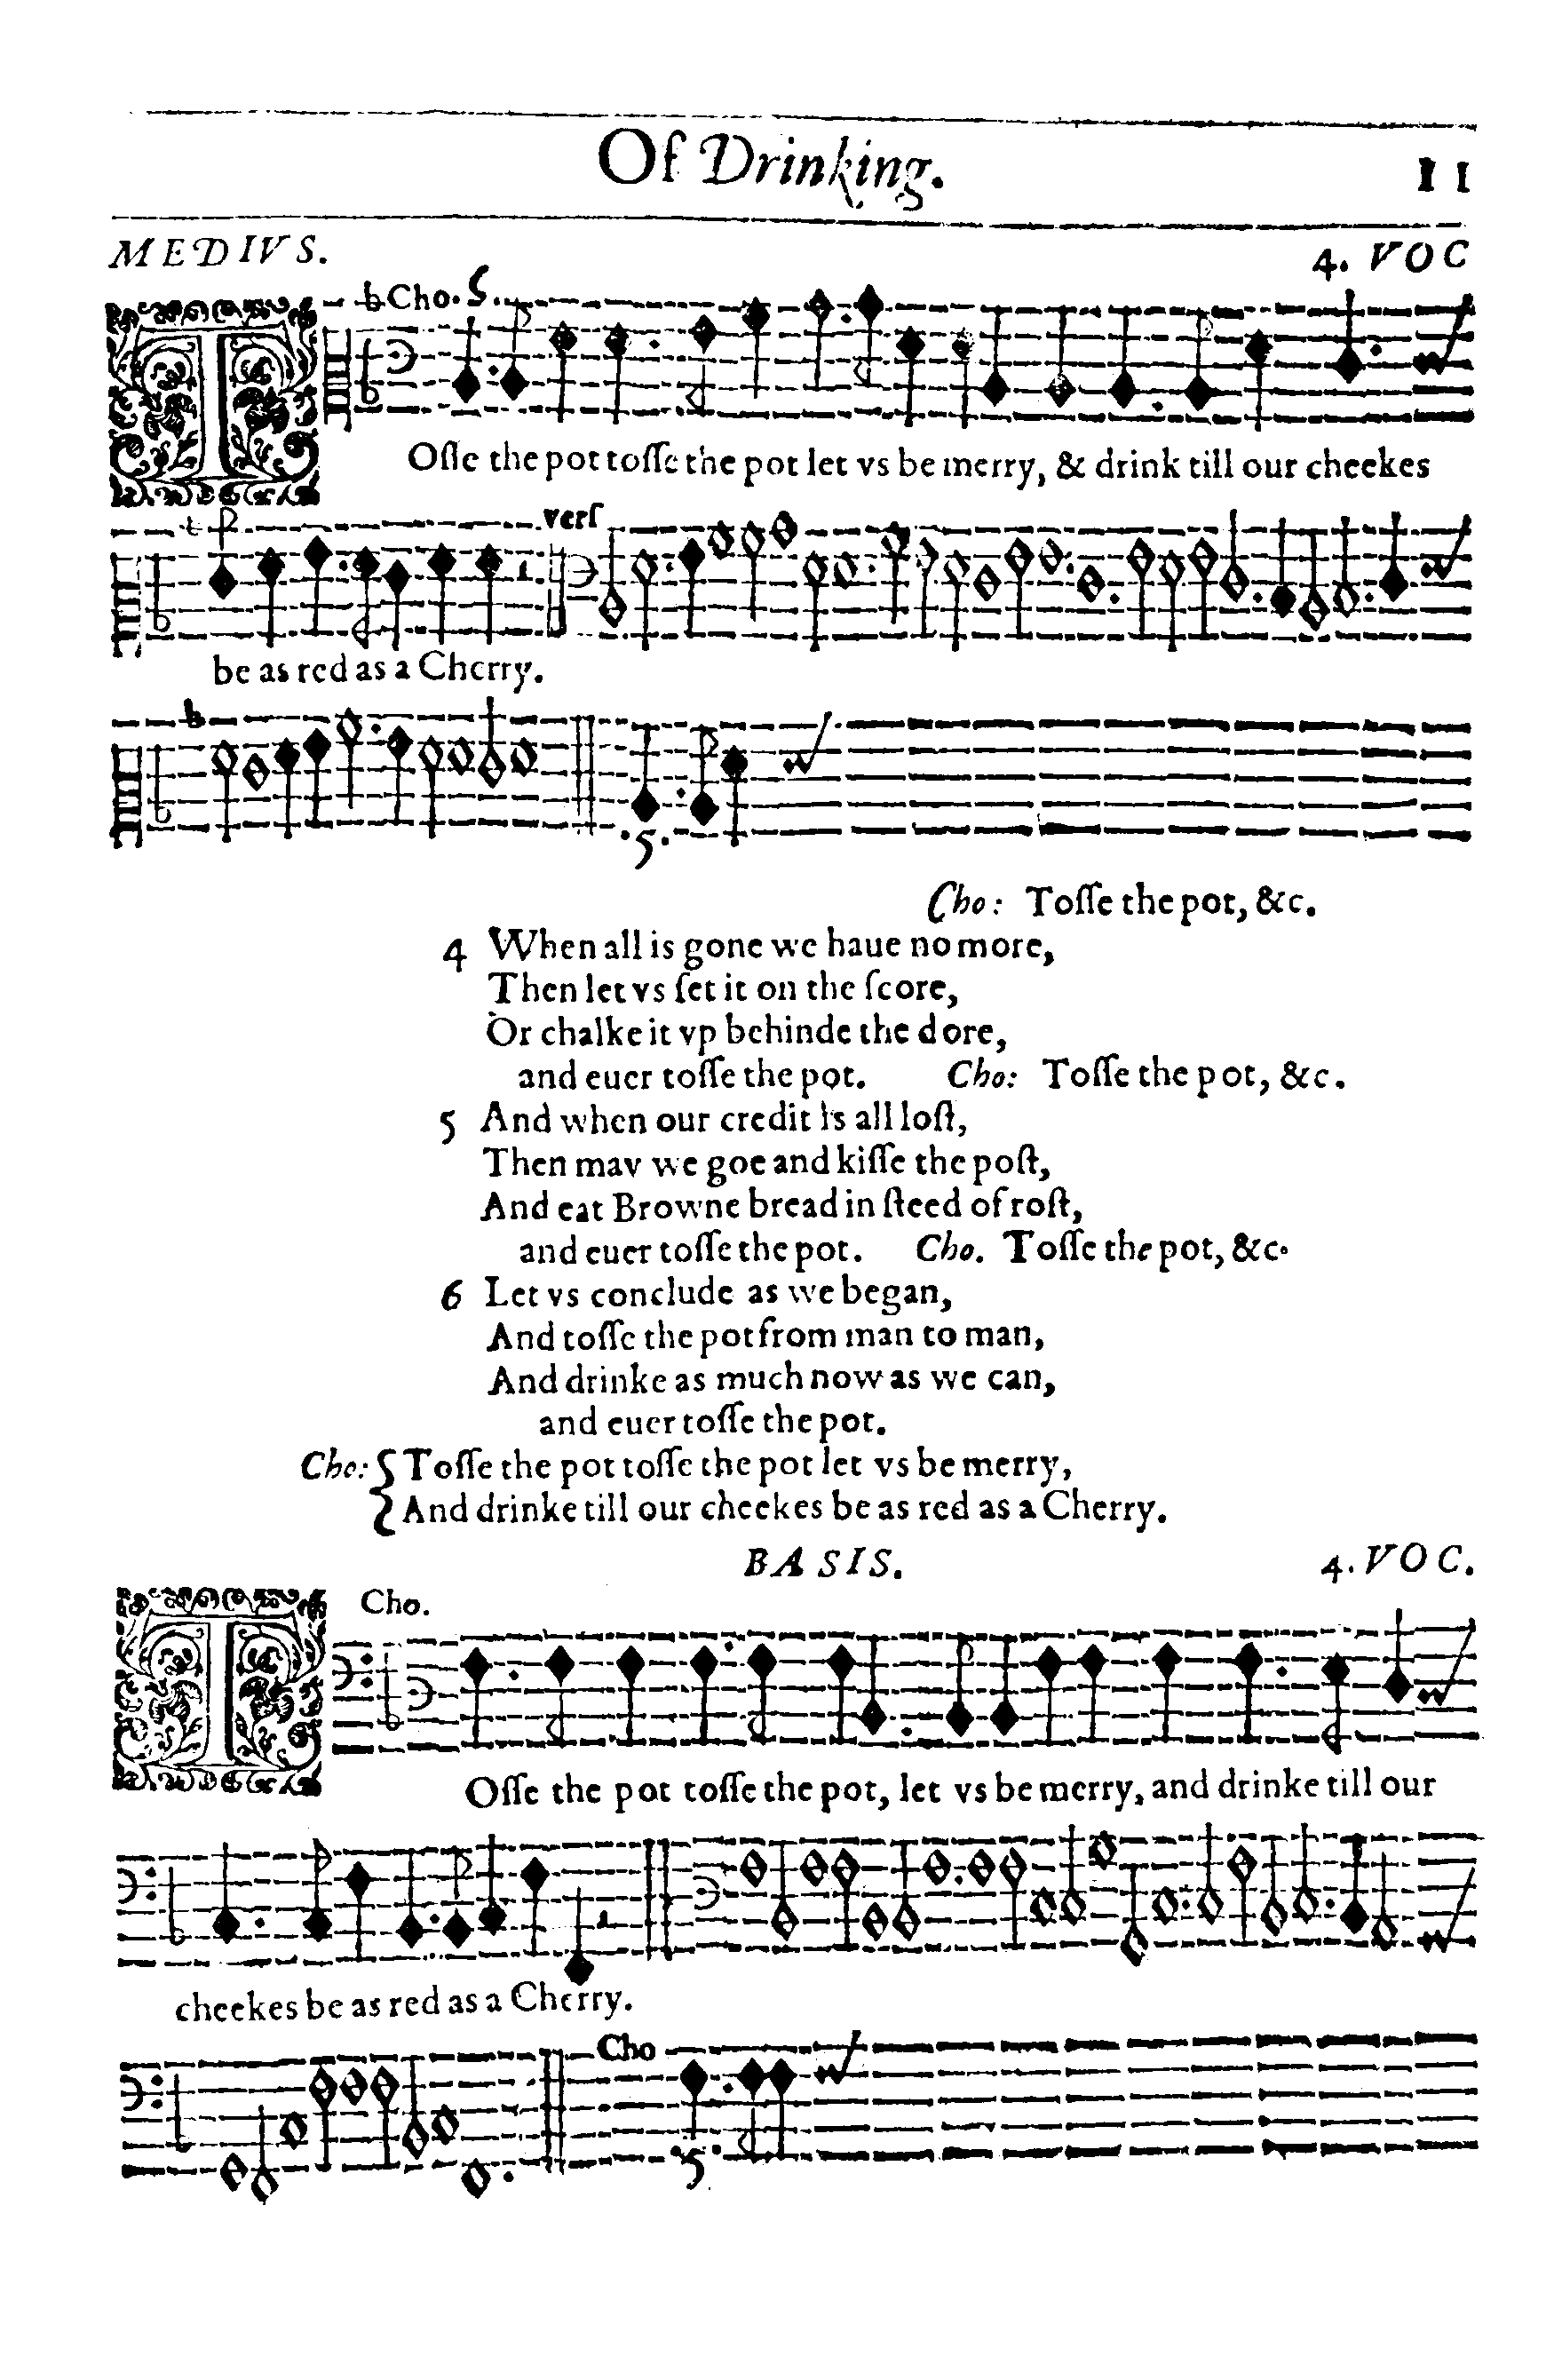 Of Drinking. 11
MEDIVS. 4. VOC
Cho. S.
TOſſe the pot toſſe the pot let vs be merry, & drink till our cheekes
verſ
be as red as a Cherry.
.5.
Cho: Toſſe the pot, &c.
4 When all is gone we haue no more,
Then let vs ſet it on the ſcore,
Or chalke it vp behinde the dore,
and euer toſſe the pot. Cho: Toſſe the pot, &c.
5 And when our credit is all loſt,
Then may we goe and kiſſe the poſt,
And eat Browne bread in ſteed of roſt,
and euer toſſe the pot. Cho. Toſſe the pot, &c.
6 Let vs conclude as we began,
And toſſe the pot from man to man,
And drinke as much now as we can,
and euer toſſe the pot.
Cho: Toſſe the pot toſſe the pot let vs be merry,
And drinke till our cheekes be as red as a Cherry.
BASIS. 4. VOC.
Cho.
TOſſe the pot toſſe the pot, let vs be merry, and drinke till our
cheekes be as red as a Cherry.
Cho
.5.